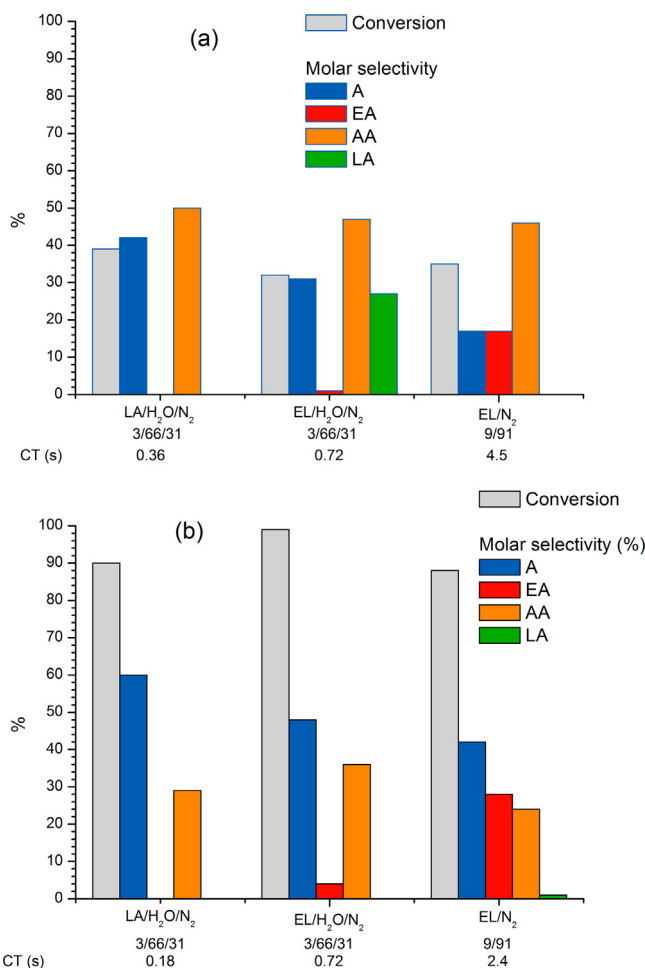 (a)
Conversion
Molar selectivity
A
EA
AA
LA
100
90
80
70
60
50
40
30
20
10
0
%
LA/H₂O/N₂ EL/H₂O/N₂ EL/N₂
3/66/31 3/66/31 9/91
CT (s) 0.36 0.72 4.5
(b)
Conversion
Molar selectivity (%)
A
EA
AA
LA
100
90
80
70
60
50
40
30
20
10
0
%
LA/H₂O/N₂ EL/H₂O/N₂ EL/N₂
3/66/31 3/66/31 9/91
CT (s) 0.18 0.72 2.4